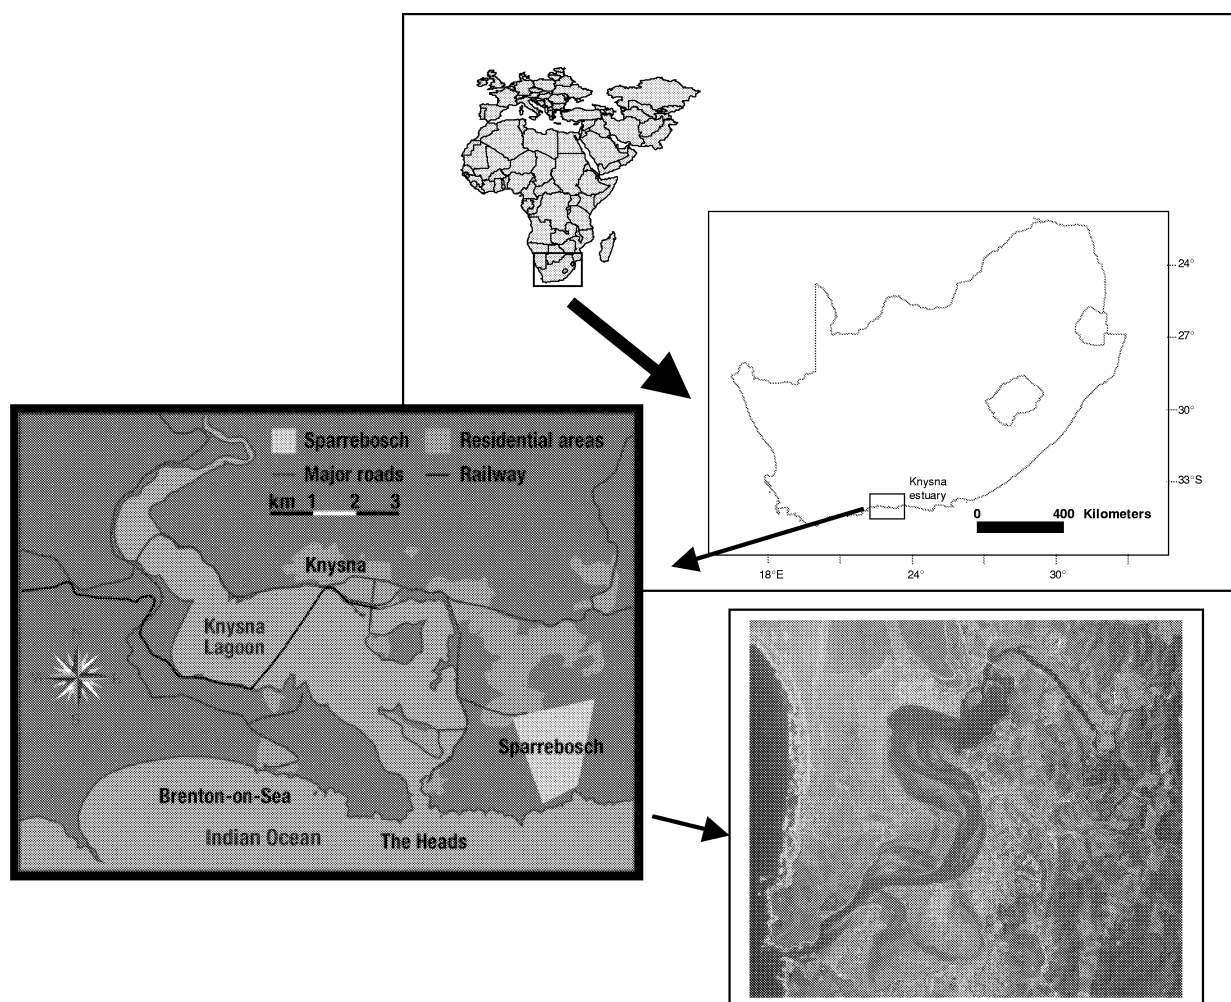 24°
27°
30°
33°S
Knysna
estuary
0 400 Kilometers
18°E 24° 30°
Sparrebosch Residential areas
Major roads Railway
km 1 2 3
Knysna
Knysna
Lagoon
Sparrebosch
Brenton-on-Sea
Indian Ocean
The Heads